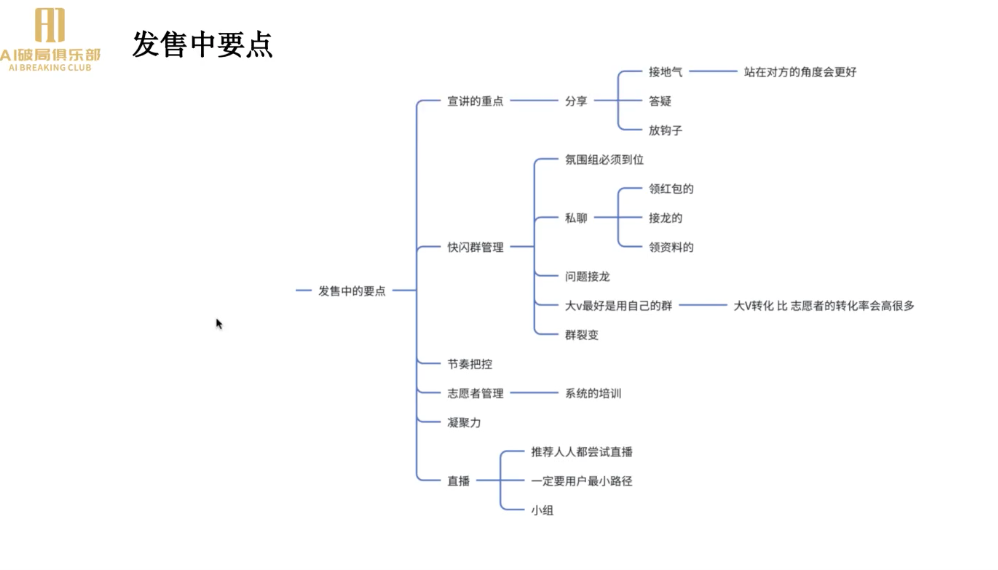 AI破局俱乐部
AI BREAKING CLUB
发售中要点
发售中的要点
宣讲的重点
分享
接地气
站在对方的角度会更好
答疑
放钩子
快闪群管理
氛围组必须到位
私聊
领红包的
接龙的
领资料的
问题接龙
大v最好是用自己的群
大V转化 比 志愿者的转化率会高很多
群裂变
节奏把控
志愿者管理
系统的培训
凝聚力
直播
推荐人人都尝试直播
一定要用户最小路径
小组